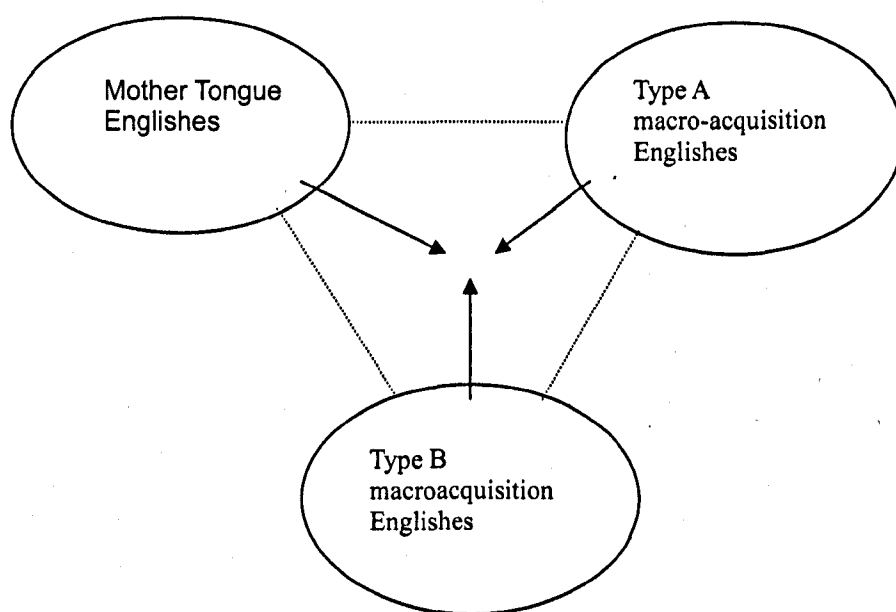 Mother Tongue
Englishes
Type A
macro-acquisition
Englishes
Type B
macroacquisition
Englishes